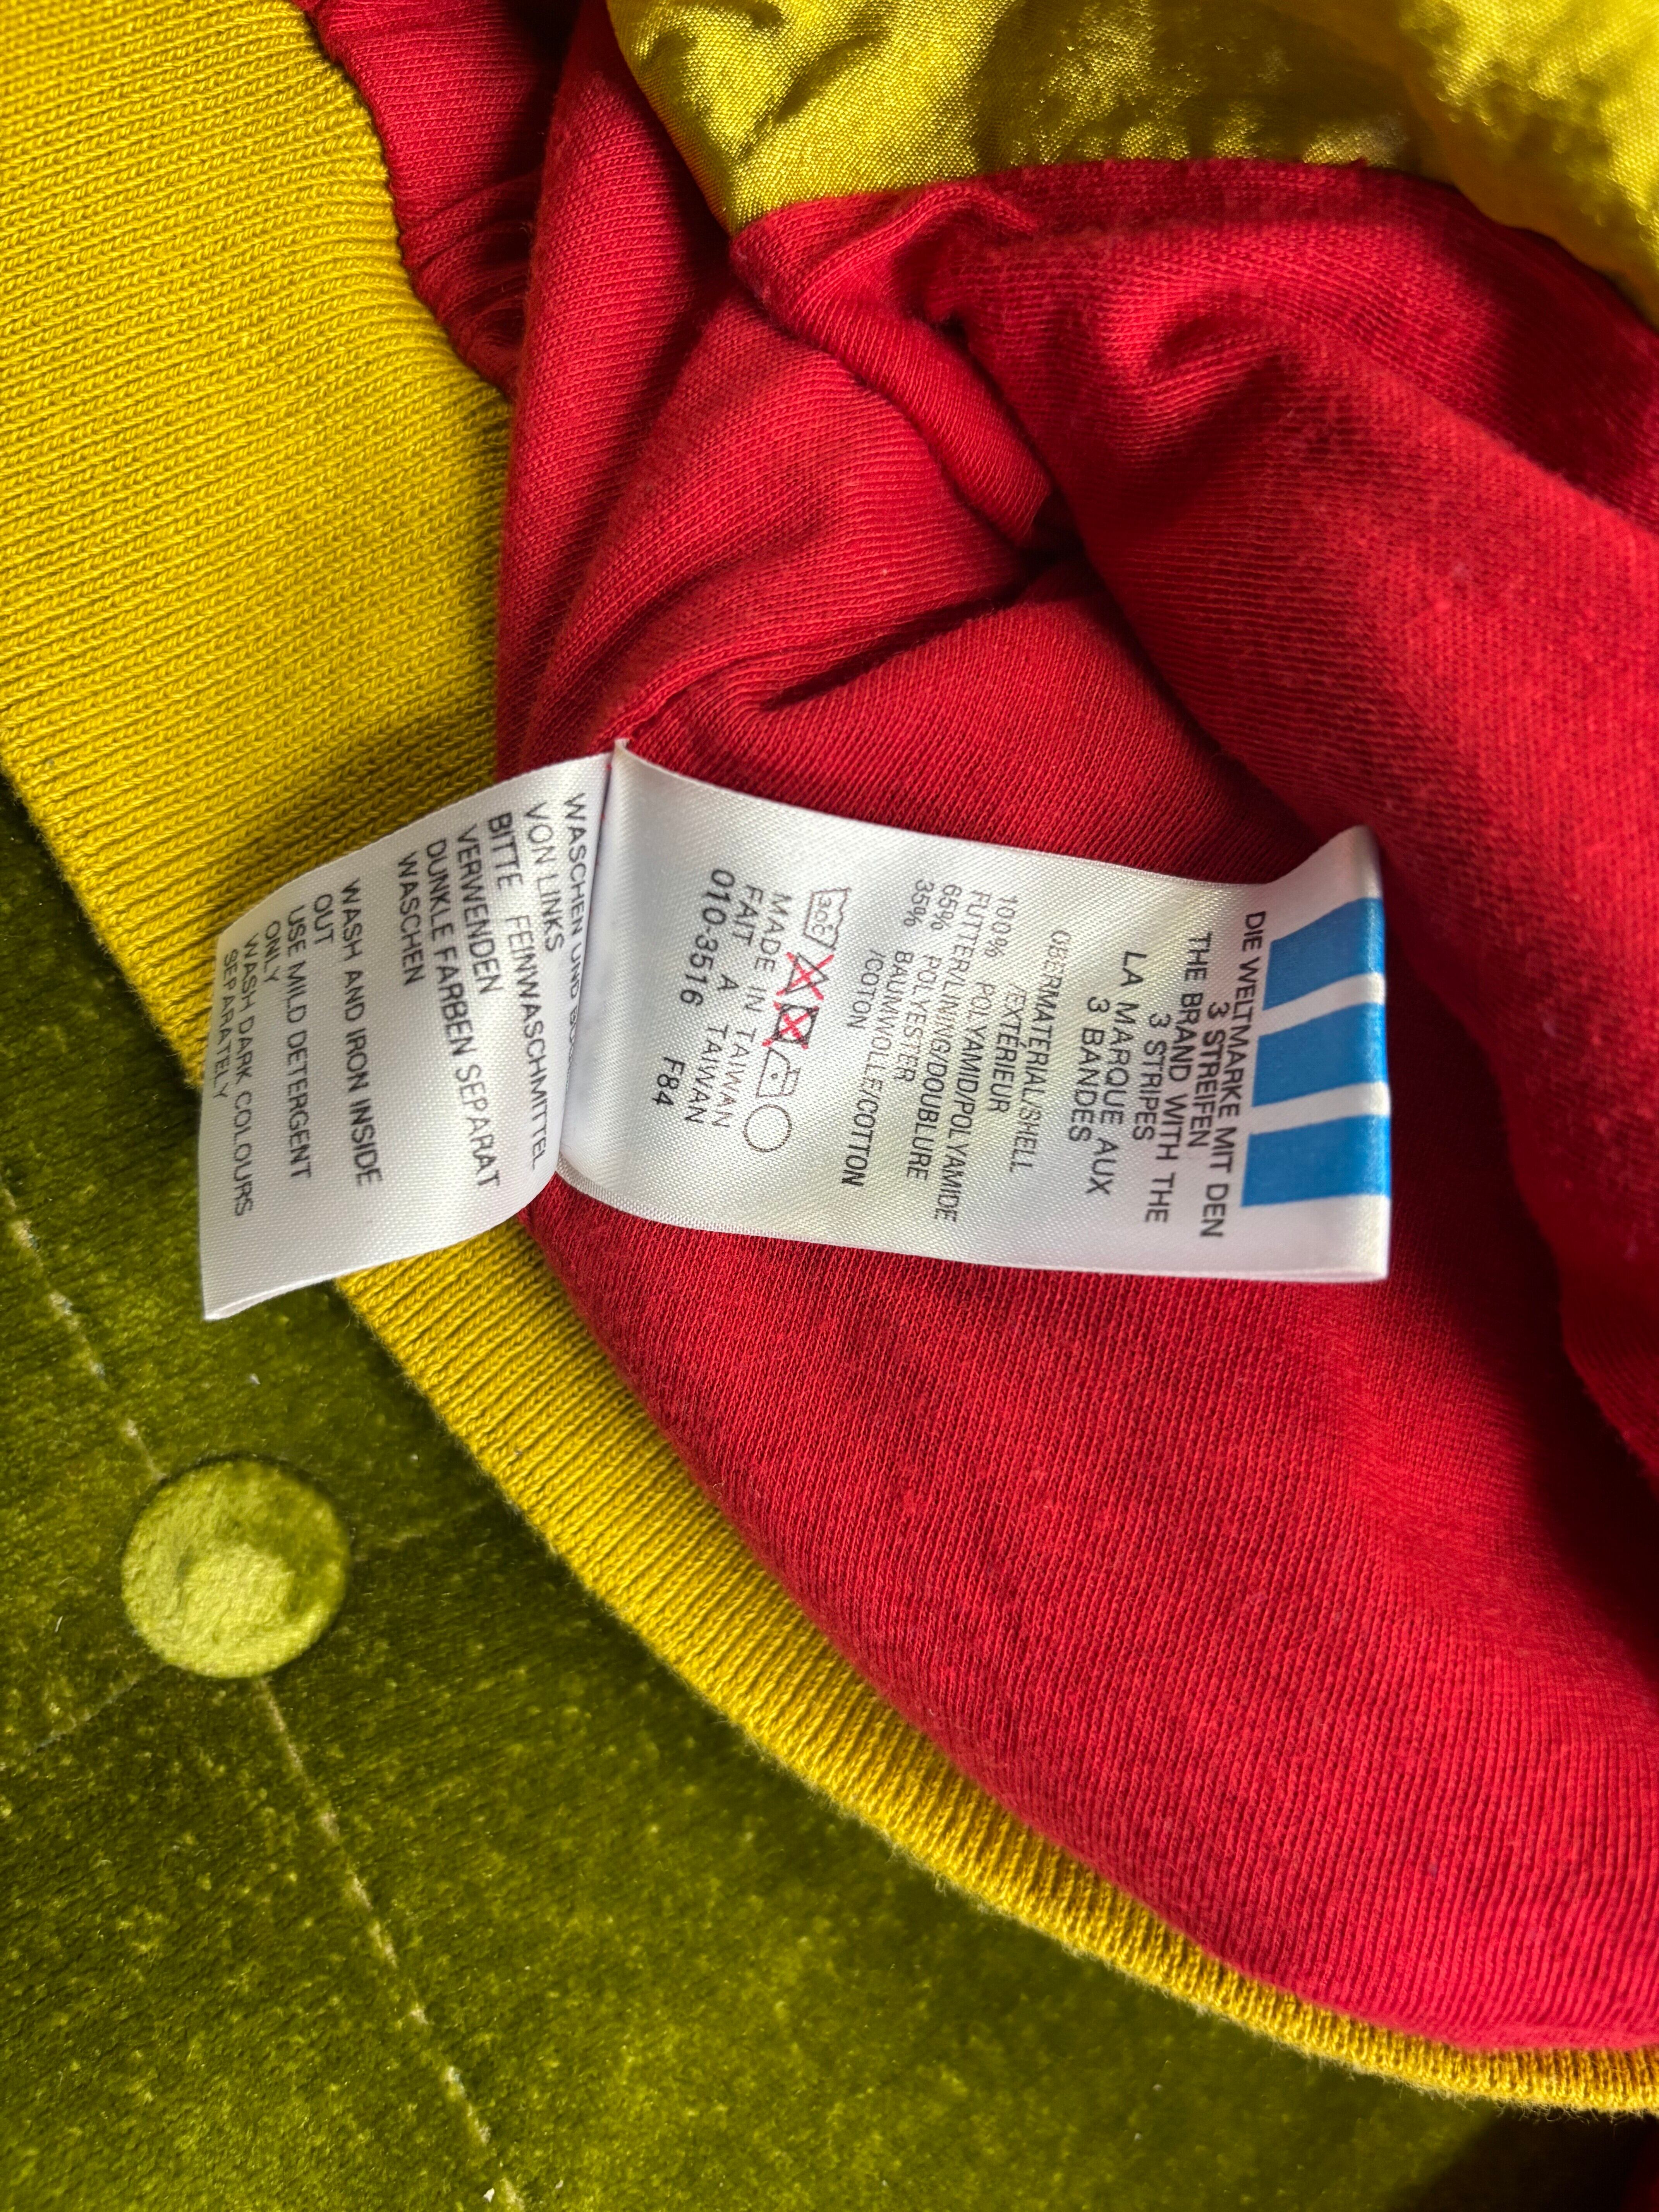 DIE WELTMARKE MIT DEN
3 STREIFEN
THE BRAND WITH THE
3 STRIPES
LA MARQUE AUX
3 BANDES
OBERMATERIAL/SHELL
/EXTÉRIEUR
100% POLYAMID/POLYAMIDE
FUTTER/LINING/DOUBLURE
65% POLYESTER
35% BAUMWOLLE/COTTON
/COTON
30°
MADE IN TAIWAN
FAIT A TAIWAN
010-3516 F84
WASCHEN UND
VON LINKS
BITTE FEINWASCHMITTEL
VERWENDEN
DUNKLE FARBEN SEPARAT
WASCHEN
WASH AND IRON INSIDE
OUT
USE MILD DETERGENT
ONLY
WASH DARK COLOURS
SEPARATELY